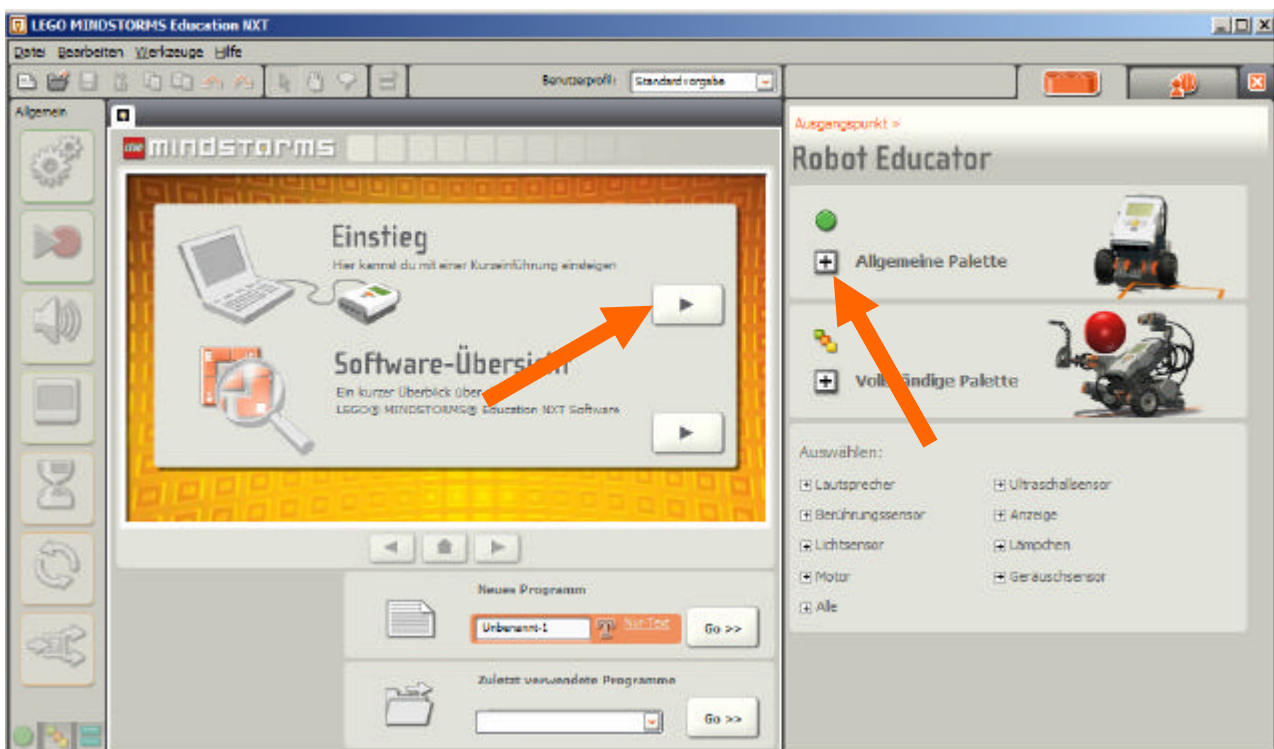 LEGO MINDSTORMS Education NXT
Datei Bearbeiten Werkzeuge Hilfe
Benutzerprofil: Standardvorgabe
Allgemein
mindstorms
Einstieg
Hier kannst du mit einer Kurzeinführung einsteigen
Software-Übersicht
Ein kurzer Überblick über
LEGO® MINDSTORMS® Education NXT Software
Neues Programm
Unbenannt-1
Nur Text
Go >>
Zuletzt verwendete Programme
Go >>
Ausgangspunkt »
Robot Educator
Allgemeine Palette
Vollständige Palette
Auswählen:
Lautsprecher
Ultraschallsensor
Berührungssensor
Anzeige
Lichtsensor
Lämpchen
Motor
Geräuschsensor
Alle